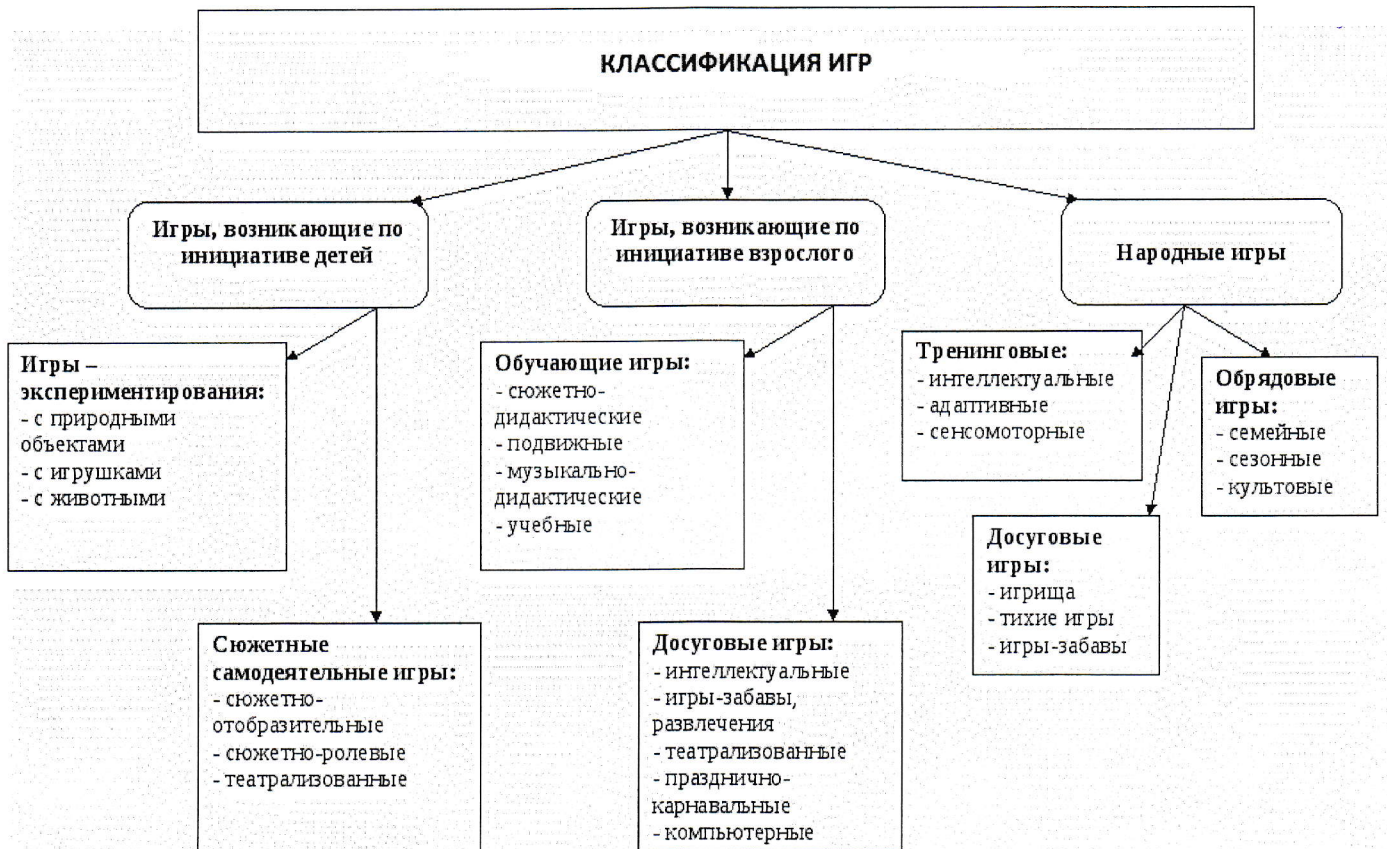 КЛАССИФИКАЦИЯ ИГР
Игры, возникающие по
инициативе детей
Игры, возникающие по
инициативе взрослого
Народные игры
Игры –
экспериментирования:
- с природными
объектами
- с игрушками
- с животными
Сюжетные
самодеятельные игры:
- сюжетно-
отобразительные
- сюжетно-ролевые
- театрализованные
Обучающие игры:
- сюжетно-
дидактические
- подвижные
- музыкально-
дидактические
- учебные
Досуговые игры:
- интеллектуальные
- игры-забавы,
развлечения
- театрализованные
- празднично-
карнавальные
- компьютерные
Тренинговые:
- интеллектуальные
- адаптивные
- сенсомоторные
Обрядовые
игры:
- семейные
- сезонные
- культовые
Досуговые
игры:
- игрища
- тихие игры
- игры-забавы